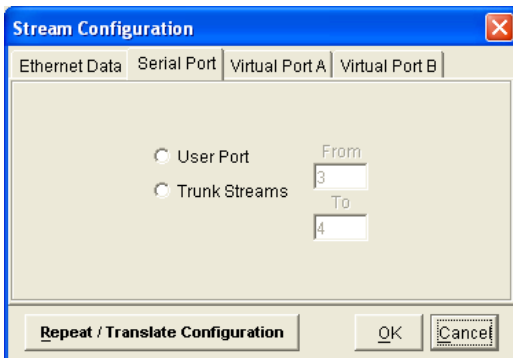 Stream Configuration
Ethernet Data Serial Port Virtual Port A Virtual Port B
User Port From
3
Trunk Streams To
4
Repeat / Translate Configuration OK Cancel